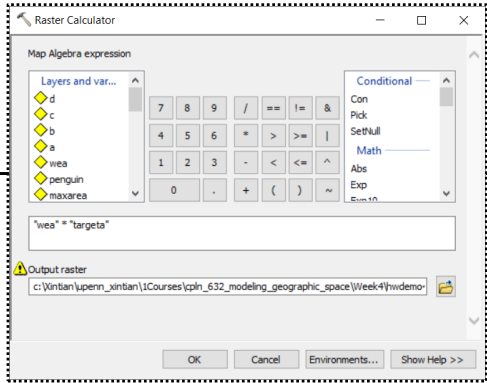 Raster Calculator
Map Algebra expression
Layers and var...
d
c
b
a
wea
penguin
maxarea
7 8 9 / == != &
4 5 6 * > >= |
1 2 3 - < <= ^
0 . + ( ) ~
Conditional
Con
Pick
SetNull
Math
Abs
Exp
Exp10
"wea" * "targeta"
Output raster
c:\Xintian\upenn_xintian\1Courses\cpln_632_modeling_geographic_space\Week4\hwdemo
OK Cancel Environments... Show Help >>